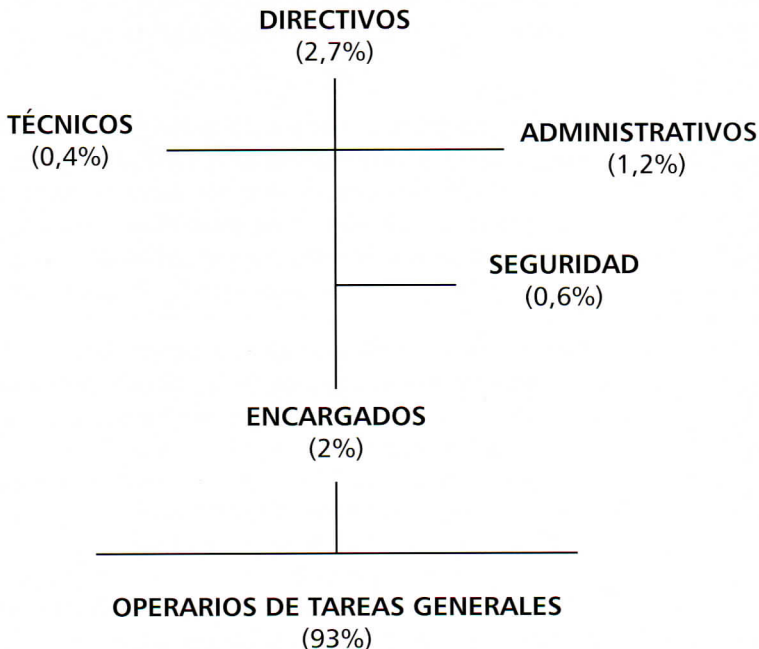 DIRECTIVOS
(2,7%)
TÉCNICOS
(0,4%)
ADMINISTRATIVOS
(1,2%)
SEGURIDAD
(0,6%)
ENCARGADOS
(2%)
OPERARIOS DE TAREAS GENERALES
(93%)